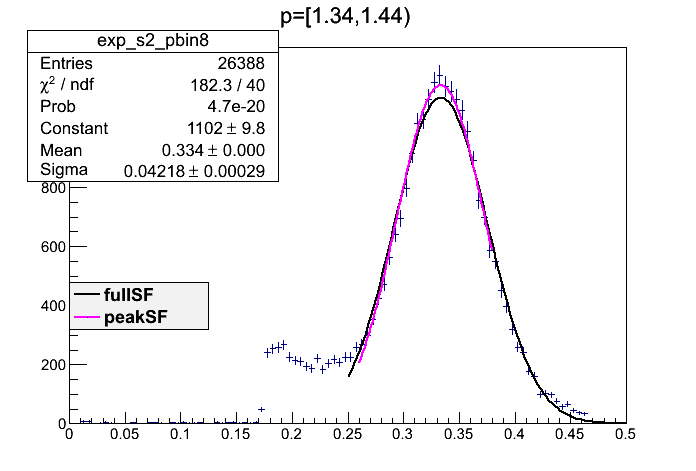 p=[1.34,1.44)
exp_s2_pbin8
Entries 26388
χ² / ndf 182.3 / 40
Prob 4.7e-20
Constant 1102 ± 9.8
Mean 0.334 ± 0.000
Sigma 0.04218 ± 0.00029
800
600
400
200
0
fullSF
peakSF
0 0.05 0.1 0.15 0.2 0.25 0.3 0.35 0.4 0.45 0.5